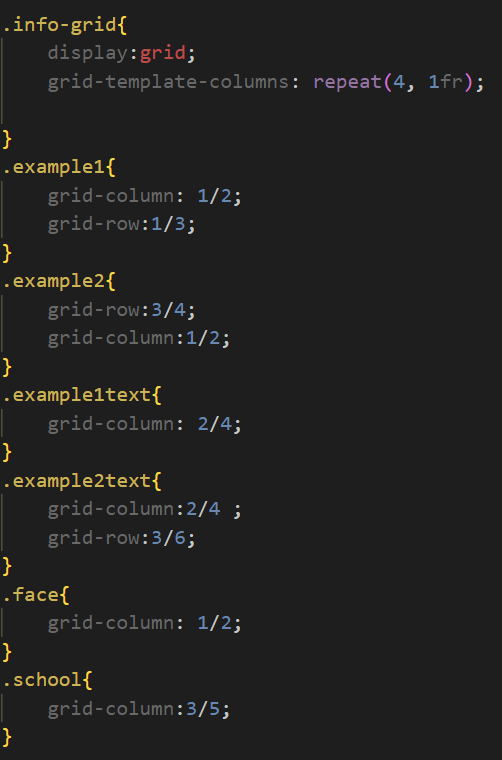 .info-grid{
    display:grid;
    grid-template-columns: repeat(4, 1fr);

}
.example1{
    grid-column: 1/2;
    grid-row:1/3;
}
.example2{
    grid-row:3/4;
    grid-column:1/2;
}
.example1text{
    grid-column: 2/4;
}
.example2text{
    grid-column:2/4 ;
    grid-row:3/6;
}
.face{
    grid-column: 1/2;
}
.school{
    grid-column:3/5;
}